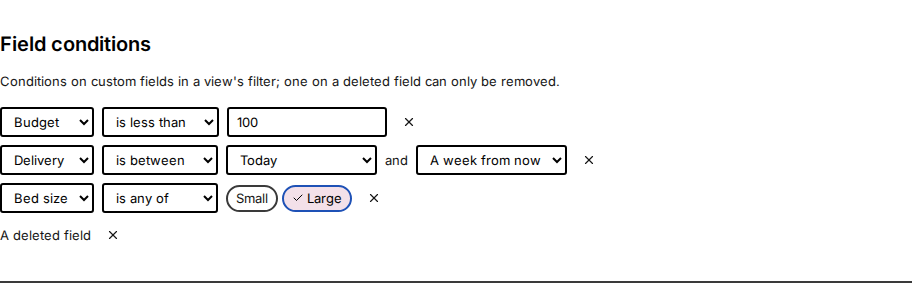 Field conditions
Conditions on custom fields in a view's filter; one on a deleted field can only be removed.
Budget is less than 100 ×
Delivery is between Today and A week from now ×
Bed size is any of Small ✓ Large ×
A deleted field ×